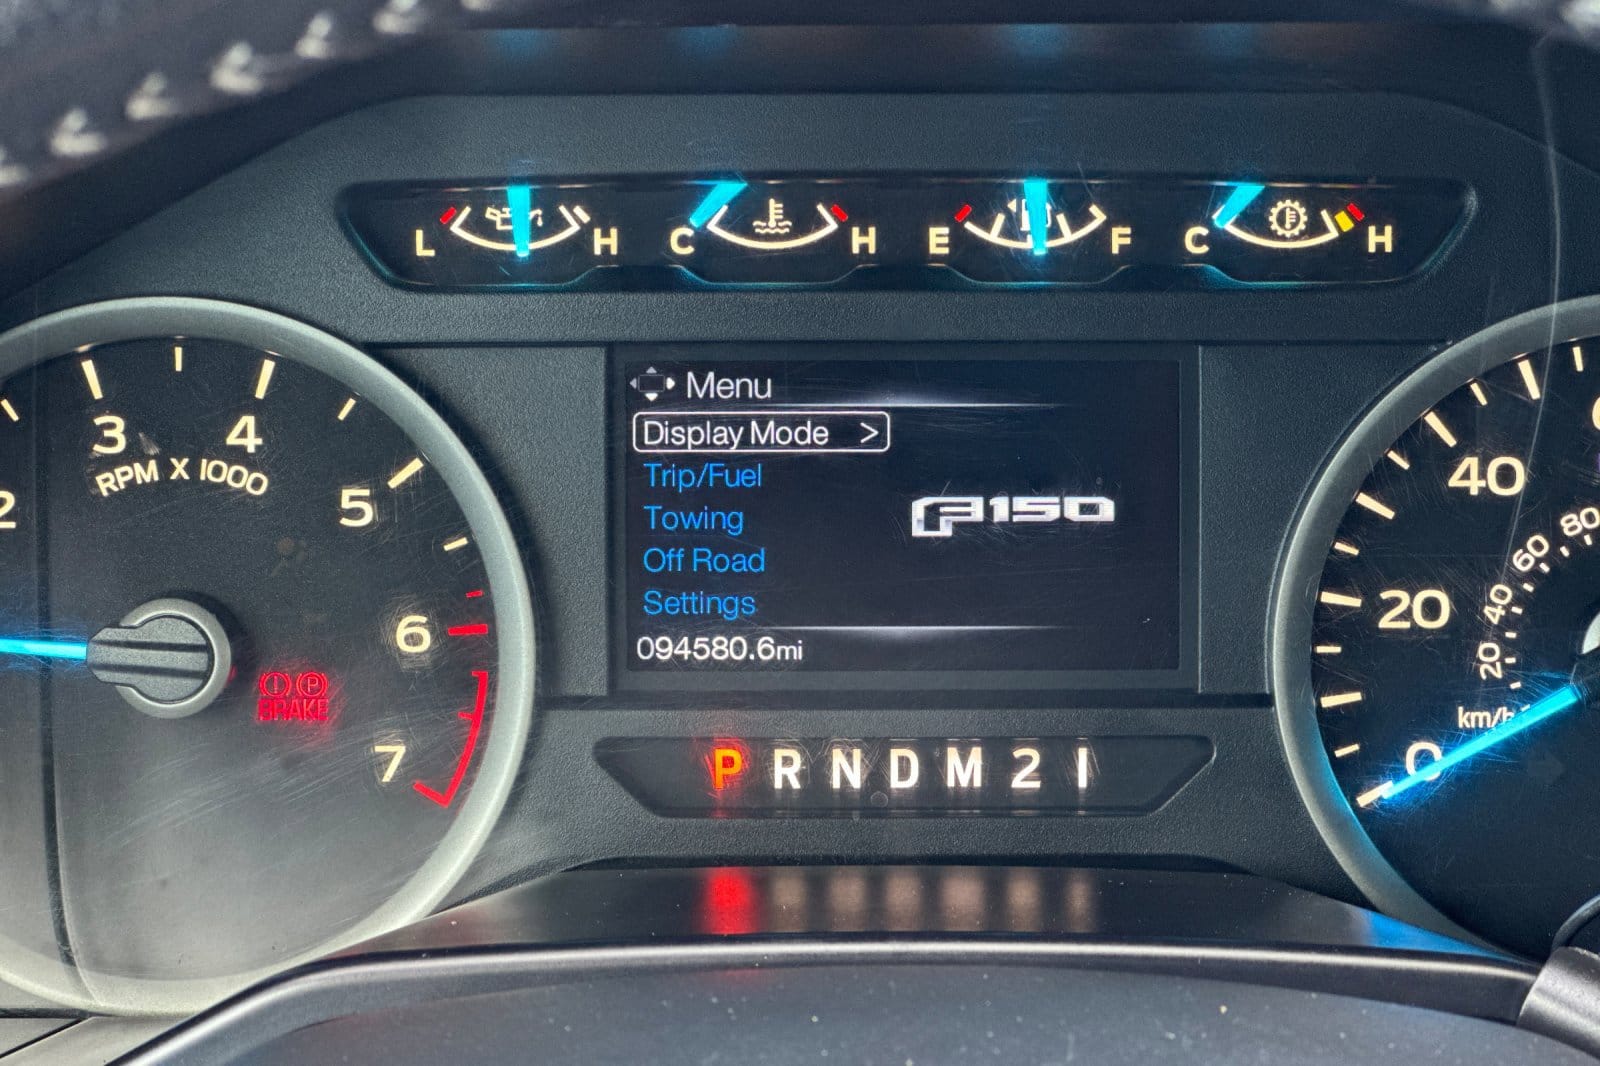 L H C H E F C H
3 4
RPM X 1000
2 5
6
7
BRAKE
P
Menu
Display Mode >
Trip/Fuel
Towing
Off Road
Settings
094580.6mi
F150
P R N D M 2 1
40
20
0
80
60
40
20
km/h